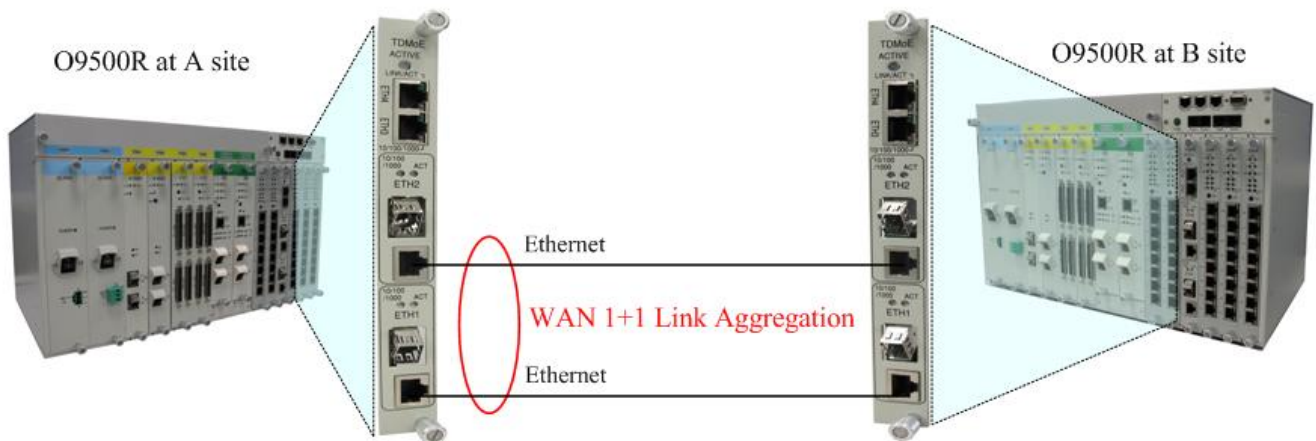 O9500R at A site
TDMoE
ACTIVE
LINK/ACT
ETH4
ETH3
10/100/1000
10/100
/1000
ACT
ETH2
10/100
/1000
ACT
ETH1
Ethernet
WAN 1+1 Link Aggregation
Ethernet
TDMoE
ACTIVE
LINK/ACT
ETH4
ETH3
10/100/1000
10/100
/1000
ACT
ETH2
10/100
/1000
ACT
ETH1
O9500R at B site